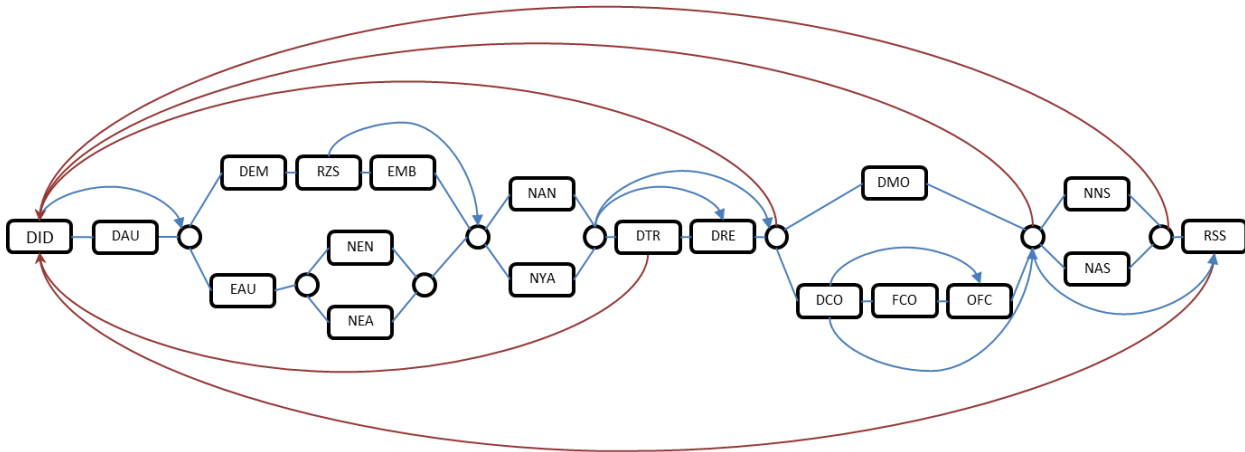 DID
DAU
DEM
RZS
EMB
EAU
NEN
NEA
NAN
NYA
DTR
DRE
DMO
DCO
FCO
OFC
NNS
NAS
RSS